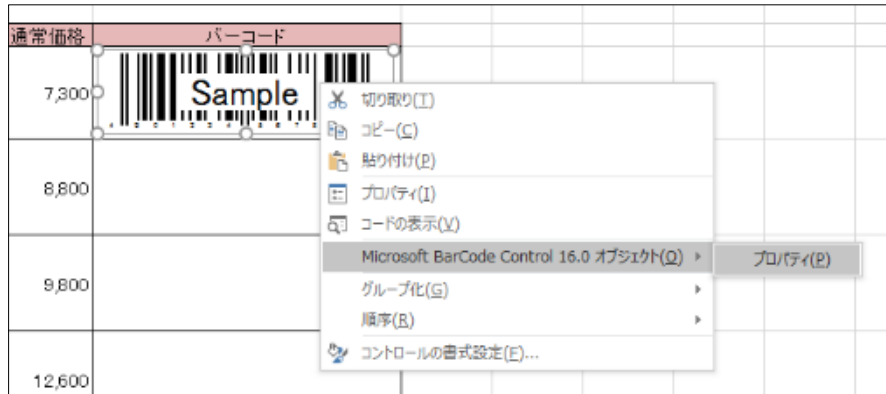 通常価格 バーコード
7,300
Sample
切り取り(T)
コピー(C)
貼り付け(P)
8,800
プロパティ(I)
コードの表示(V)
Microsoft BarCode Control 16.0 オブジェクト(O)
プロパティ(P)
9,800
グループ化(G)
順序(R)
コントロールの書式設定(F)...
12,600